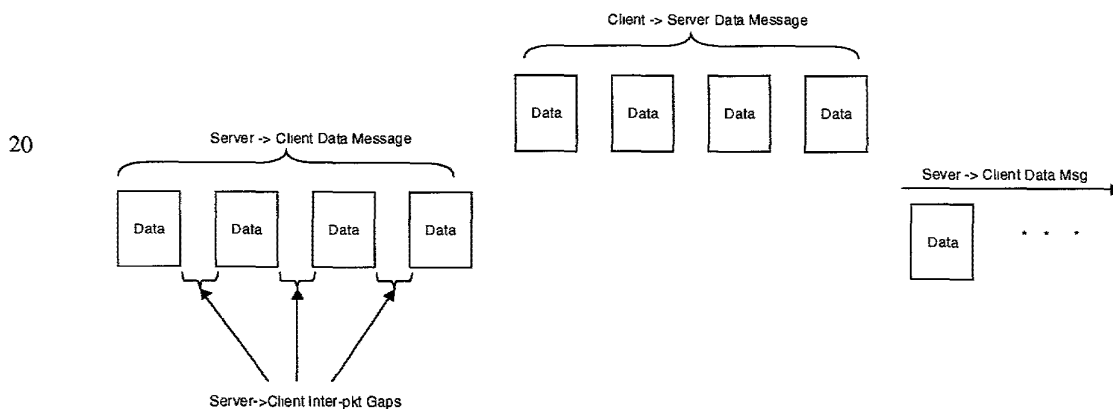 Client -> Server Data Message
Data Data Data Data
20
Server -> Client Data Message
Data Data Data Data
Sever -> Client Data Msg
Data * * *
Server->Client Inter-pkt Gaps